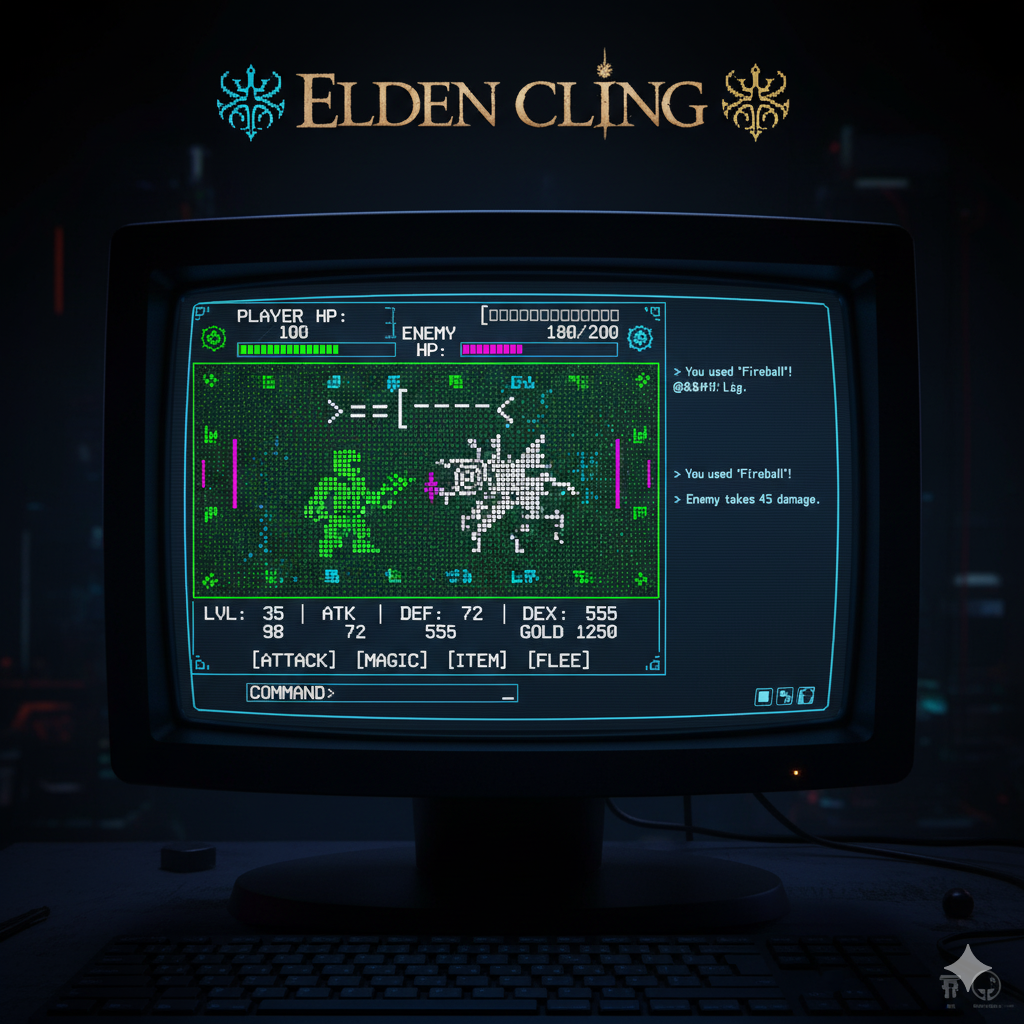 ELDEN CLING
PLAYER HP:
100
ENEMY
HP:
180/200
>==[----<
> You used "Fireball"!
> You used "Fireball"!
> Enemy takes 45 damage.
LVL: 35 | ATK | DEF: 72 | DEX: 555
98 72 555 GOLD 1250
[ATTACK] [MAGIC] [ITEM] [FLEE]
COMMAND> _